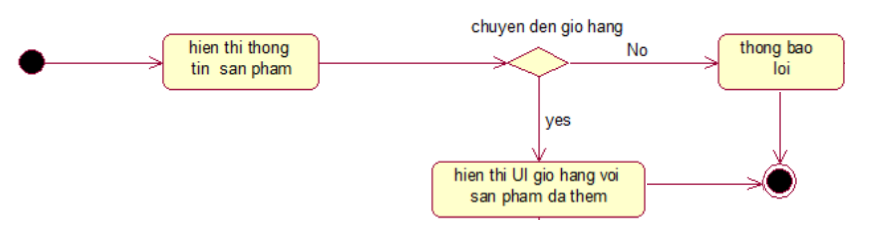 chuyen den gio hang
hien thi thong
tin san pham
No
thong bao
loi
yes
hien thi UI gio hang voi
san pham da them